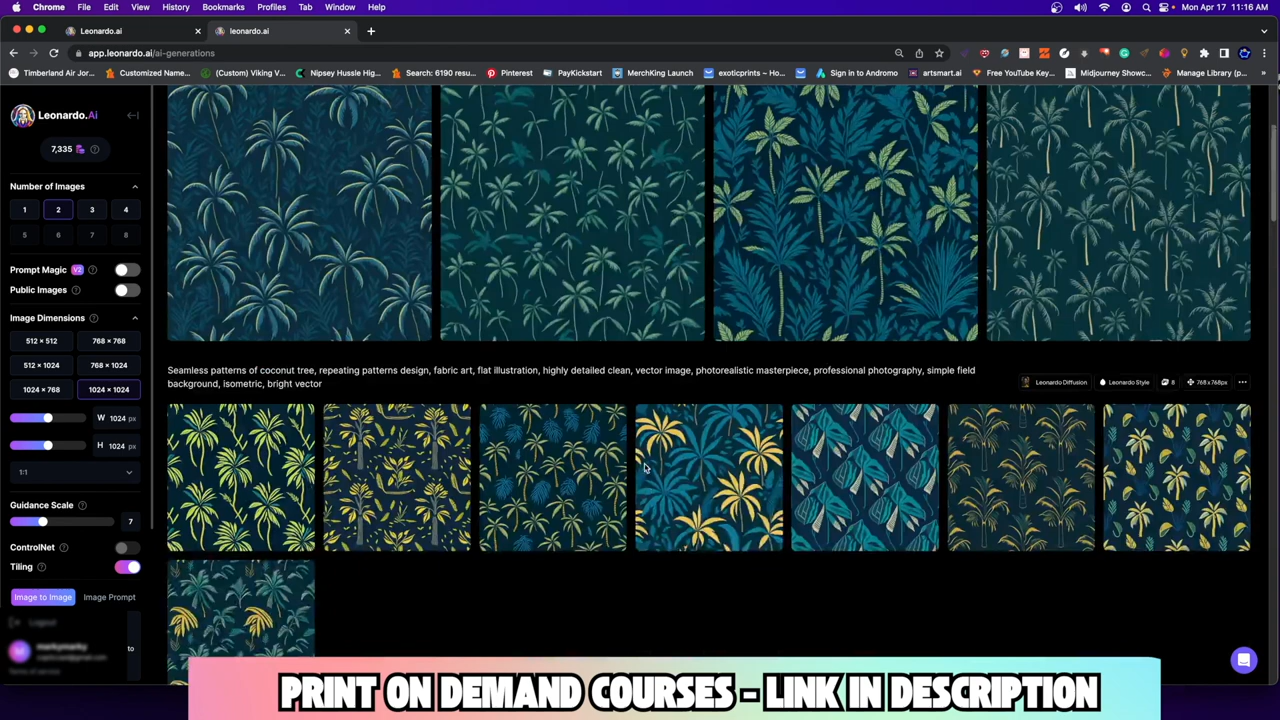 Chrome File Edit View History Bookmarks Profiles Tab Window Help
Mon Apr 17 11:16 AM
Leonardo.ai
leonardo.ai
app.leonardo.ai/ai-generations
Timberland Air Jor... Customized Name... (Custom) Viking V... Nipsey Hussle Hig... Search: 6190 resu... Pinterest PayKickstart MerchKing Launch exoticprints – Ho... Sign in to Andromo artsmart.ai Free YouTube Key... Midjourney Showc... Manage Library (p...
Leonardo.Ai
7,335
Number of Images
1 2 3 4
5 6 7 8
Prompt Magic V2
Public Images
Image Dimensions
512 × 512 768 × 768
512 × 1024 768 × 1024
1024 × 768 1024 × 1024
W 1024 px
H 1024 px
1:1
Guidance Scale
7
ControlNet
Tiling
Image to Image Image Prompt
Logout
to
Seamless patterns of coconut tree, repeating patterns design, fabric art, flat illustration, highly detailed clean, vector image, photorealistic masterpiece, professional photography, simple field
background, isometric, bright vector
Leonardo Diffusion Leonardo Style 8 768x768px
PRINT ON DEMAND COURSES - LINK IN DESCRIPTION